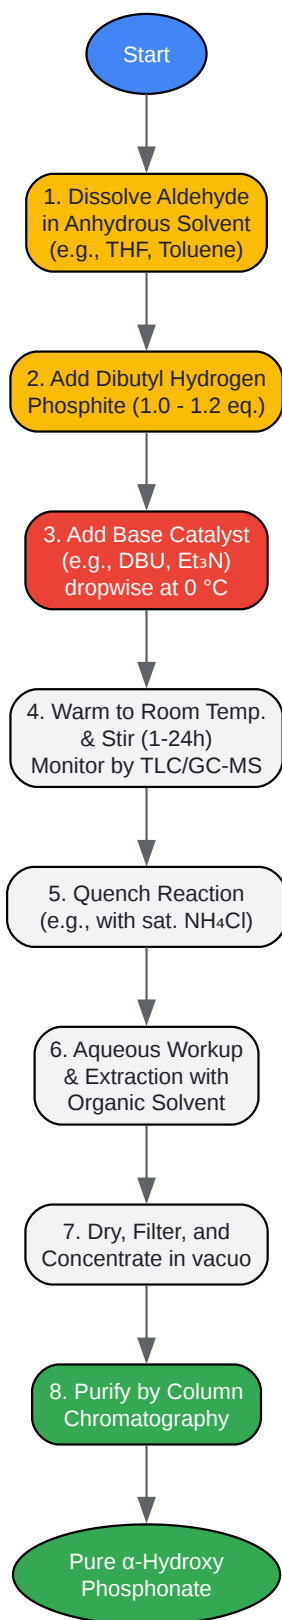 Start
1. Dissolve Aldehyde
in Anhydrous Solvent
(e.g., THF, Toluene)
2. Add Dibutyl Hydrogen
Phosphite (1.0 - 1.2 eq.)
3. Add Base Catalyst
(e.g., DBU, Et₃N)
dropwise at 0 °C
4. Warm to Room Temp.
& Stir (1-24h)
Monitor by TLC/GC-MS
5. Quench Reaction
(e.g., with sat. NH₄Cl)
6. Aqueous Workup
& Extraction with
Organic Solvent
7. Dry, Filter, and
Concentrate in vacuo
8. Purify by Column
Chromatography
Pure α-Hydroxy
Phosphonate